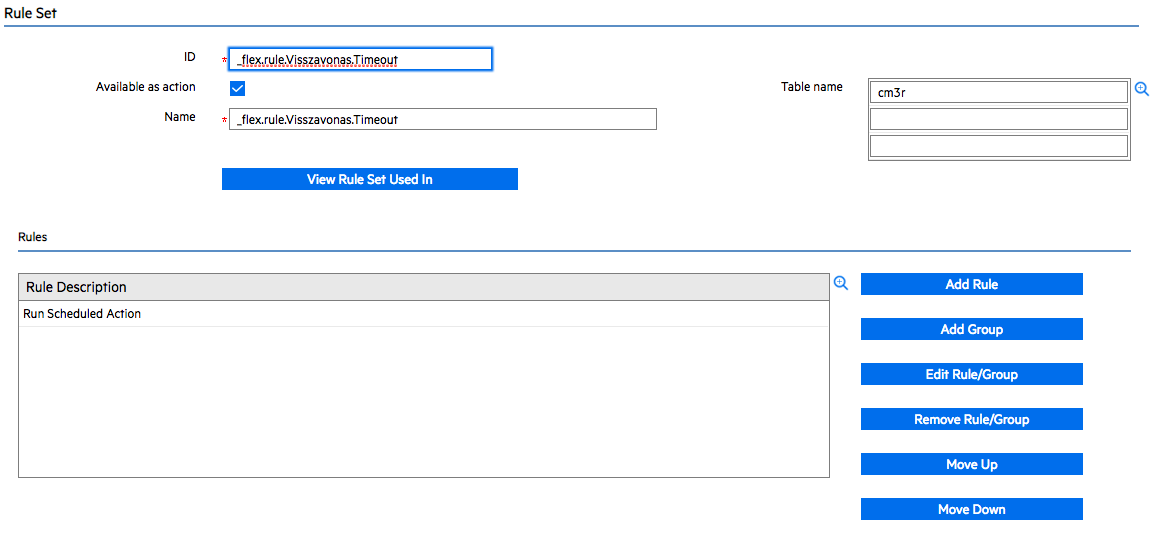 Rule Set
ID * _flex.rule.Visszavonas.Timeout
Available as action
Table name cm3r
Name * _flex.rule.Visszavonas.Timeout
View Rule Set Used In
Rules
Rule Description
Run Scheduled Action
Add Rule
Add Group
Edit Rule/Group
Remove Rule/Group
Move Up
Move Down